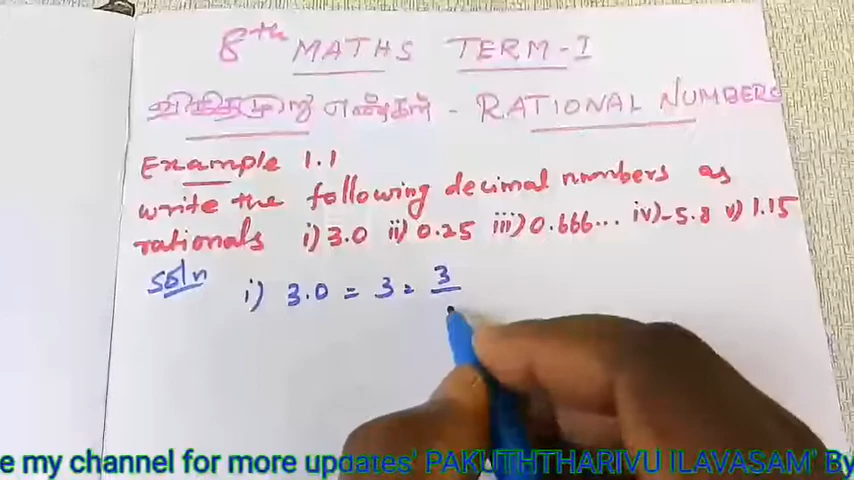 8th MATHS TERM - I
விகிதமுறு எண்கள் - RATIONAL NUMBERS
Example 1.1
write the following decimal numbers as
rationals i) 3.0 ii) 0.25 iii) 0.666... iv) -5.8 v) 1.15
Soln i) 3.0 = 3 = 3
e my channel for more updates 'PAKUTHTHARIVU ILAVASAM' By